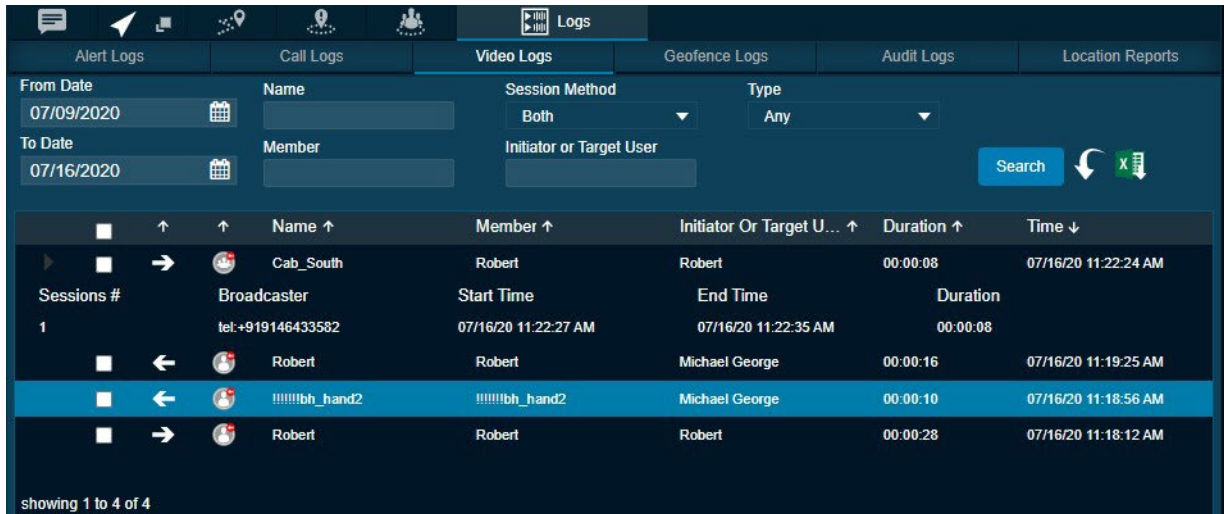 Logs
Alert Logs Call Logs Video Logs Geofence Logs Audit Logs Location Reports
From Date Name Session Method Type
07/09/2020 Both Any
To Date Member Initiator or Target User
07/16/2020 Search
Name ↑ Member ↑ Initiator Or Target U... ↑ Duration ↑ Time ↓
Cab_South Robert Robert 00:00:08 07/16/20 11:22:24 AM
Sessions # Broadcaster Start Time End Time Duration
1 tel:+919146433582 07/16/20 11:22:27 AM 07/16/20 11:22:35 AM 00:00:08
Robert Robert Michael George 00:00:16 07/16/20 11:19:25 AM
!!!!!!!bh_hand2 !!!!!!!bh_hand2 Michael George 00:00:10 07/16/20 11:18:56 AM
Robert Robert Robert 00:00:28 07/16/20 11:18:12 AM
showing 1 to 4 of 4